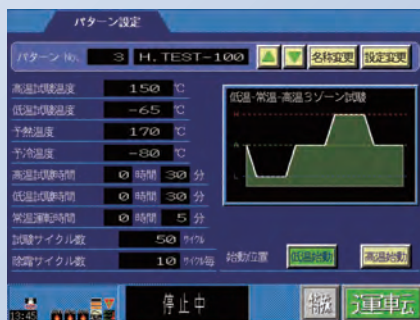 パターン設定
パターン No. 3 H.TEST-100 名称変更 設定変更
高温試験温度 150 ℃
低温試験温度 -65 ℃
予熱温度 170 ℃
予冷温度 -80 ℃
高温試験時間 0 時間 30 分
低温試験時間 0 時間 30 分
常温運転時間 0 時間 5 分
試験サイクル数 50 サイクル
除霜サイクル数 10 サイクル毎
低温-常温-高温3ゾーン試験
H
A
L
始動位置 低温始動 高温始動
13:45 停止中 運転